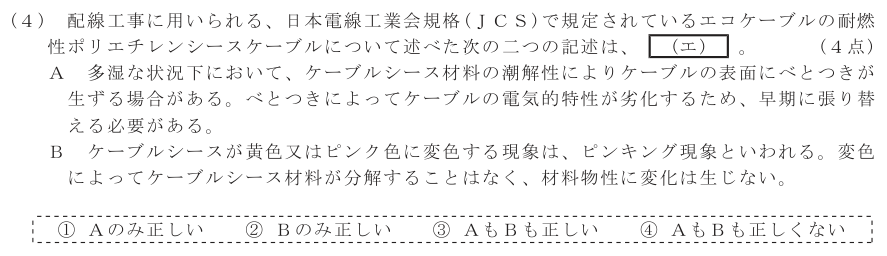 (4) 配線工事に用いられる、日本電線工業会規格(ＪＣＳ)で規定されているエコケーブルの耐燃
性ポリエチレンシースケーブルについて述べた次の二つの記述は、 (エ) 。 (4点)
Ａ 多湿な状況下において、ケーブルシース材料の潮解性によりケーブルの表面にべとつきが
生ずる場合がある。べとつきによってケーブルの電気的特性が劣化するため、早期に張り替
える必要がある。
Ｂ ケーブルシースが黄色又はピンク色に変色する現象は、ピンキング現象といわれる。変色
によってケーブルシース材料が分解することはなく、材料物性に変化は生じない。
① Ａのみ正しい ② Ｂのみ正しい ③ ＡもＢも正しい ④ ＡもＢも正しくない